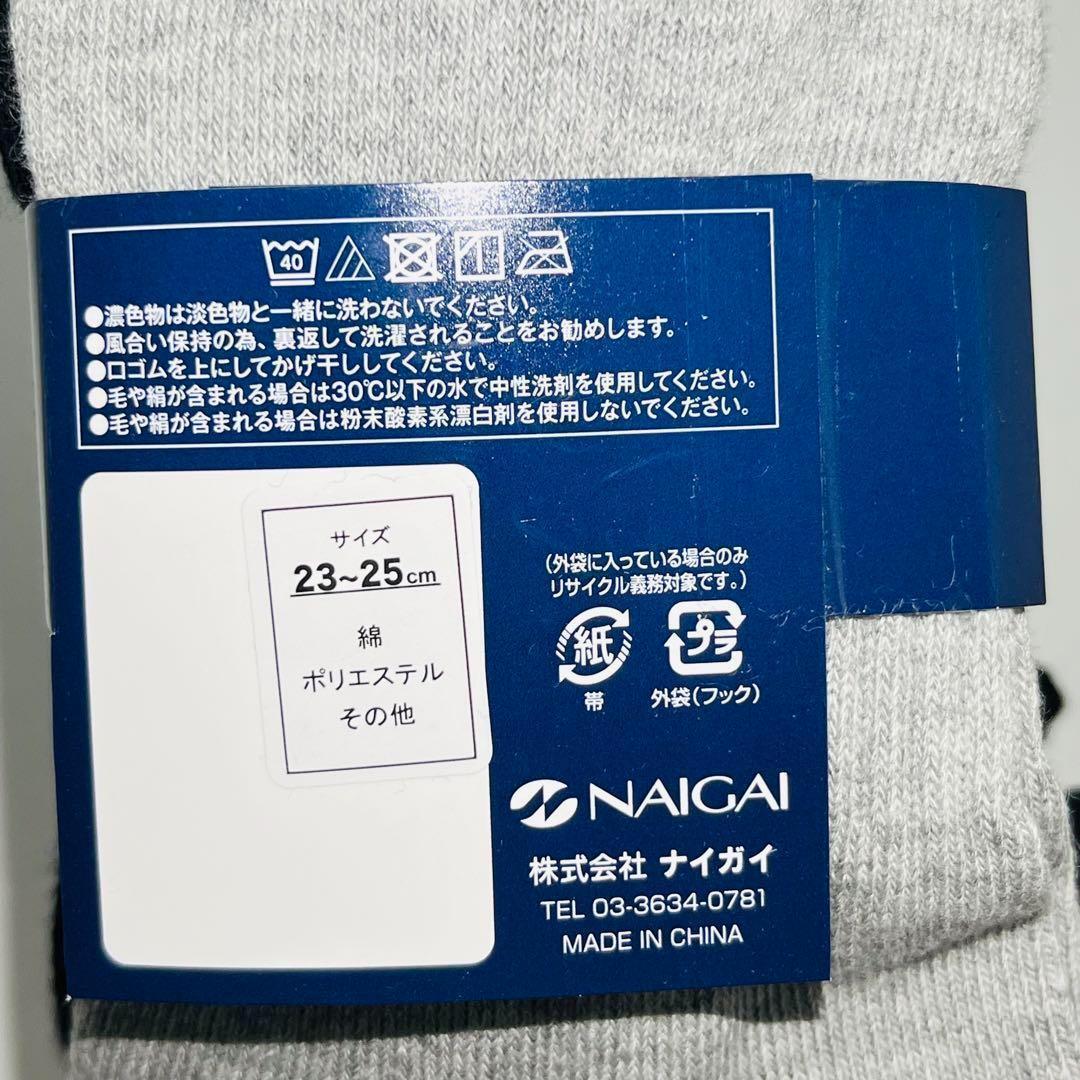 40
●濃色物は淡色物と一緒に洗わないでください。
●風合い保持の為、裏返して洗濯されることをお勧めします。
●口ゴムを上にしてかげ干ししてください。
●毛や絹が含まれる場合は30℃以下の水で中性洗剤を使用してください。
●毛や絹が含まれる場合は粉末酸素系漂白剤を使用しないでください。
サイズ
23~25cm
綿
ポリエステル
その他
(外袋に入っている場合のみ
リサイクル義務対象です。)
紙
帯
プラ
外袋(フック)
NAIGAI
株式会社 ナイガイ
TEL 03-3634-0781
MADE IN CHINA